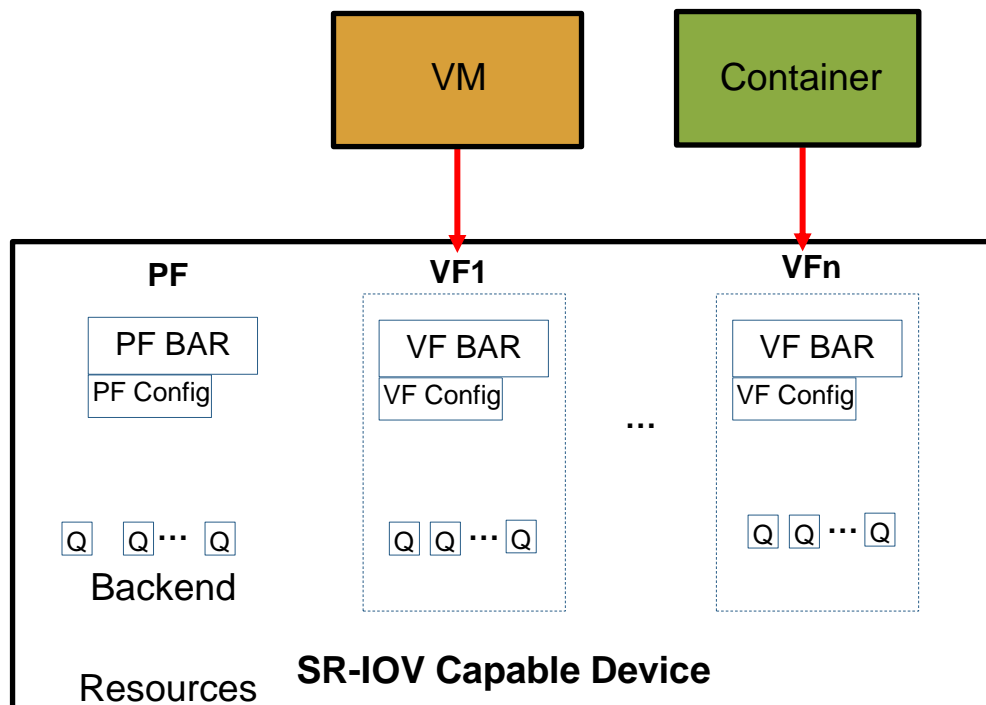 VM
Container
PF
VF1
VFn
PF BAR
VF BAR
VF BAR
PF Config
VF Config
VF Config
...
Q Q ... Q
Q Q ... Q
Q Q ... Q
Backend
Resources
SR-IOV Capable Device